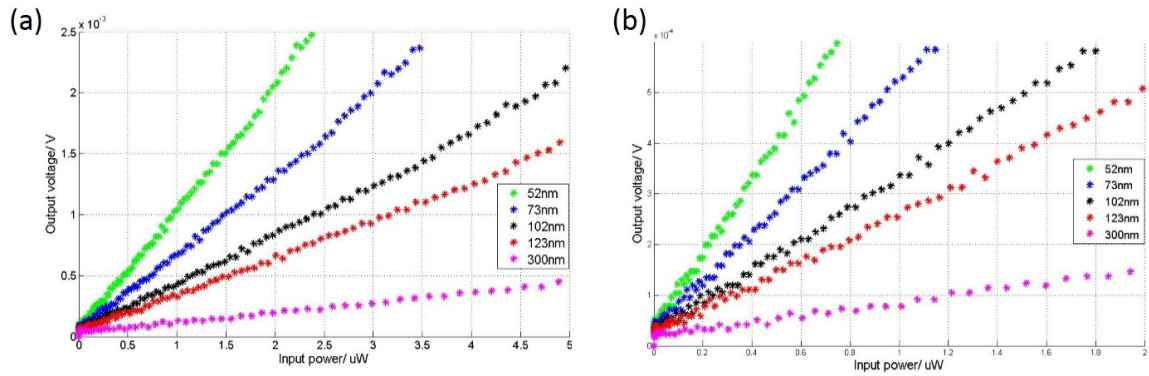 (a)
x 10⁻³
2.5
2
1.5
1
0.5
0
0 0.5 1 1.5 2 2.5 3 3.5 4 4.5 5
Output voltage/ V
Input power/ uW
52nm
73nm
102nm
123nm
300nm
(b)
x 10⁻⁴
5
4
3
2
1
0
0 0.2 0.4 0.6 0.8 1 1.2 1.4 1.6 1.8 2
Output voltage/ V
Input power/ uW
52nm
73nm
102nm
123nm
300nm